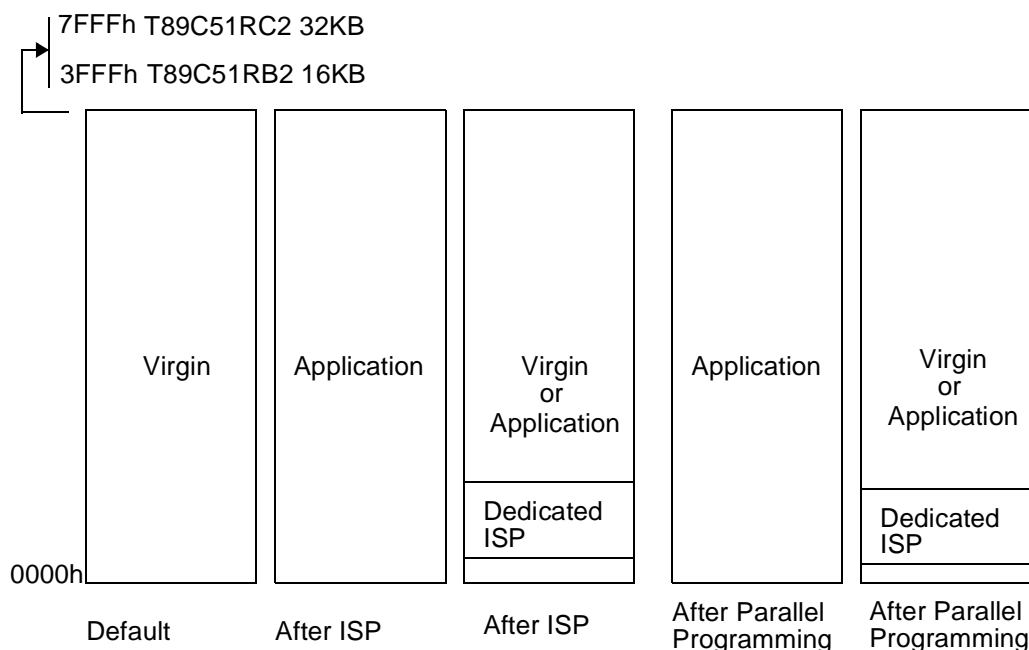 7FFFh T89C51RC2 32KB
3FFFh T89C51RB2 16KB
Virgin
Application
Virgin
or
Application
Application
Virgin
or
Application
Dedicated
ISP
Dedicated
ISP
0000h
Default
After ISP
After ISP
After Parallel
Programming
After Parallel
Programming